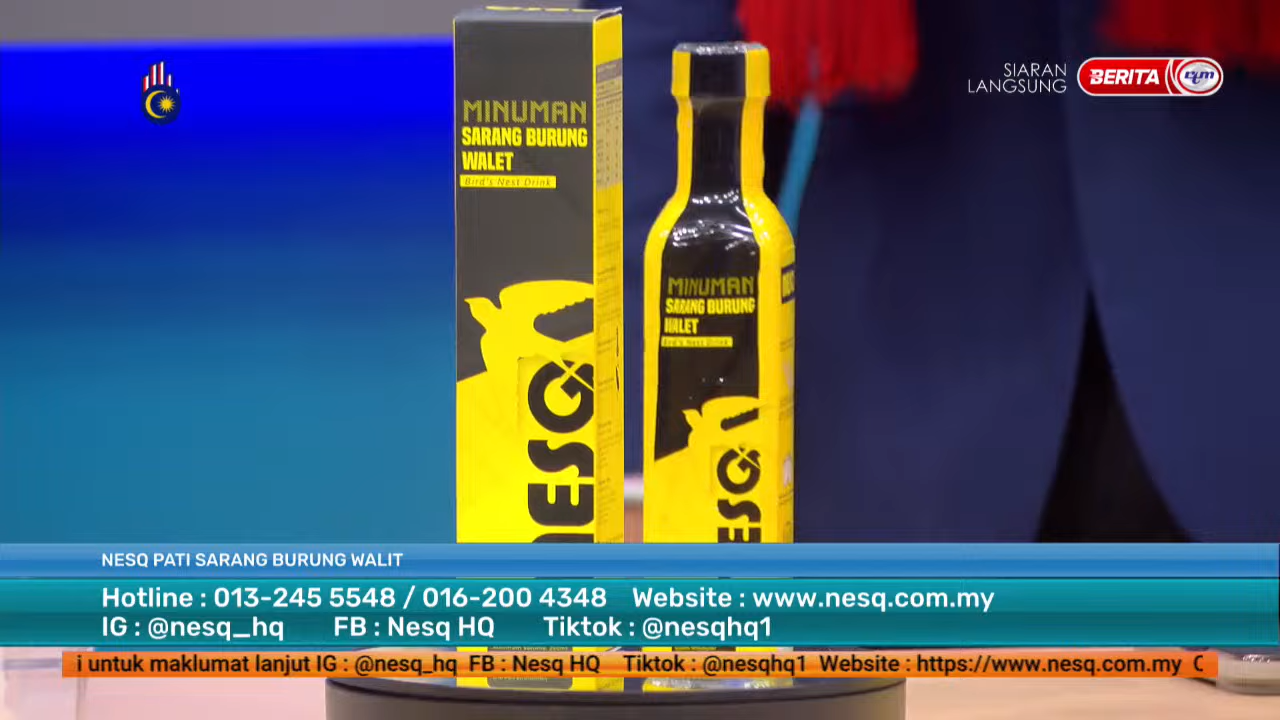 SIARAN
LANGSUNG
BERITA rtm
MINUMAN
SARANG BURUNG
WALET
Bird's Nest Drink
NESQ
MINUMAN
SARANG BURUNG
WALET
Bird's Nest Drink
NESQ
NESQ PATI SARANG BURUNG WALIT
Hotline : 013-245 5548 / 016-200 4348 Website : www.nesq.com.my
IG : @nesq_hq FB : Nesq HQ Tiktok : @nesqhq1
i untuk maklumat lanjut IG : @nesq_hq FB : Nesq HQ Tiktok : @nesqhq1 Website : https://www.nesq.com.my